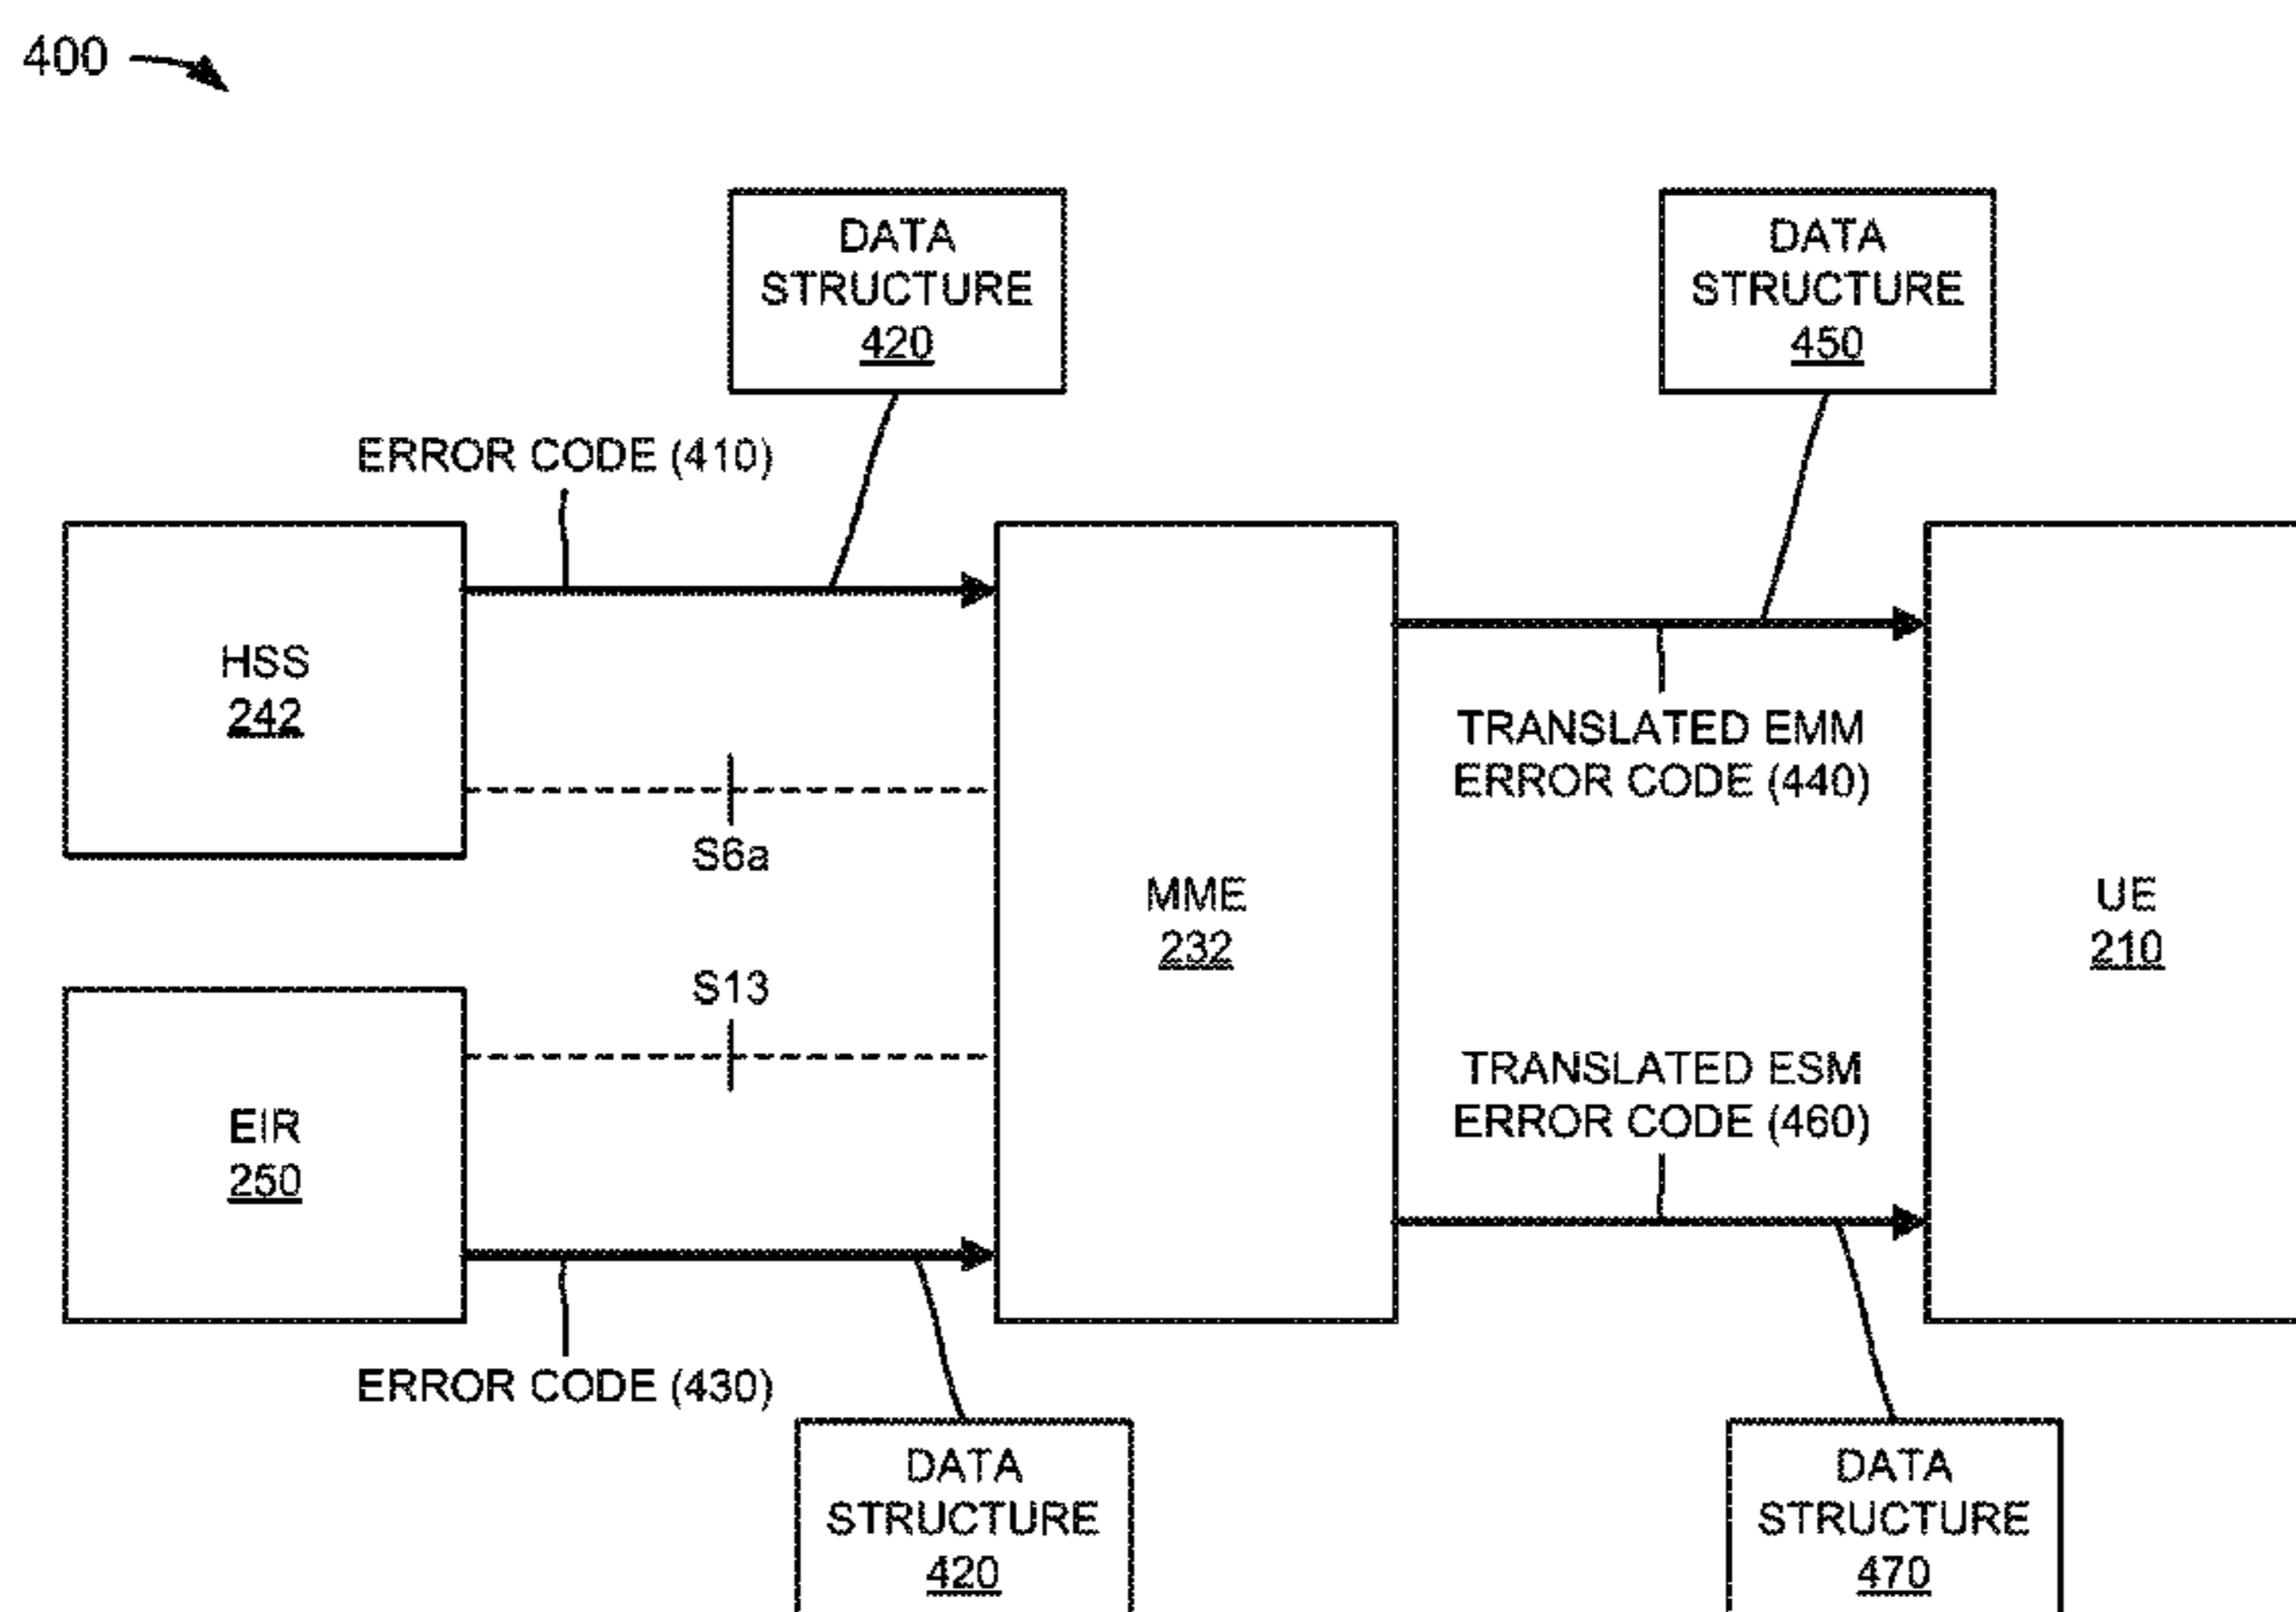 400
DATA
STRUCTURE
420
DATA
STRUCTURE
450
ERROR CODE (410)
HSS
242
S6a
TRANSLATED EMM
ERROR CODE (440)
MME
232
UE
210
S13
EIR
250
TRANSLATED ESM
ERROR CODE (460)
ERROR CODE (430)
DATA
STRUCTURE
420
DATA
STRUCTURE
470